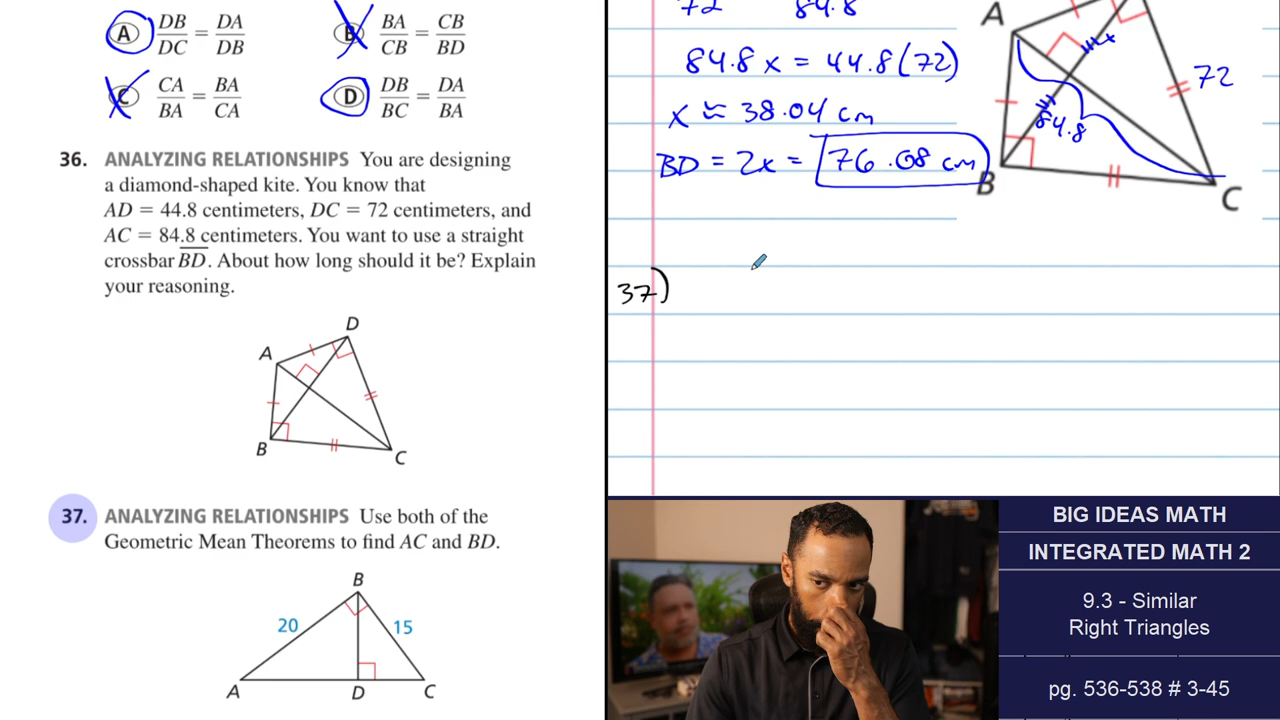 A DB/DC = DA/DB
B BA/CB = CB/BD
C CA/BA = BA/CA
D DB/BC = DA/BA
36. ANALYZING RELATIONSHIPS You are designing
a diamond-shaped kite. You know that
AD = 44.8 centimeters, DC = 72 centimeters, and
AC = 84.8 centimeters. You want to use a straight
crossbar BD. About how long should it be? Explain
your reasoning.
D
A
B
C
37. ANALYZING RELATIONSHIPS Use both of the
Geometric Mean Theorems to find AC and BD.
B
20
15
A
D
C
72 84.8
84.8x = 44.8(72)
x ≈ 38.04 cm
BD = 2x = 76.08 cm
A
72
84.8
B
C
37)
BIG IDEAS MATH
INTEGRATED MATH 2
9.3 - Similar
Right Triangles
pg. 536-538 # 3-45